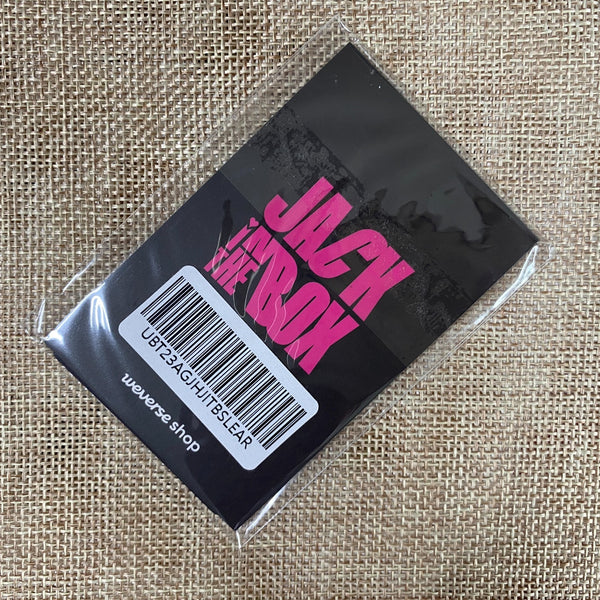 JACK
iN
THE BOX
UBT23AGJHJITBSLEAR
weverse shop